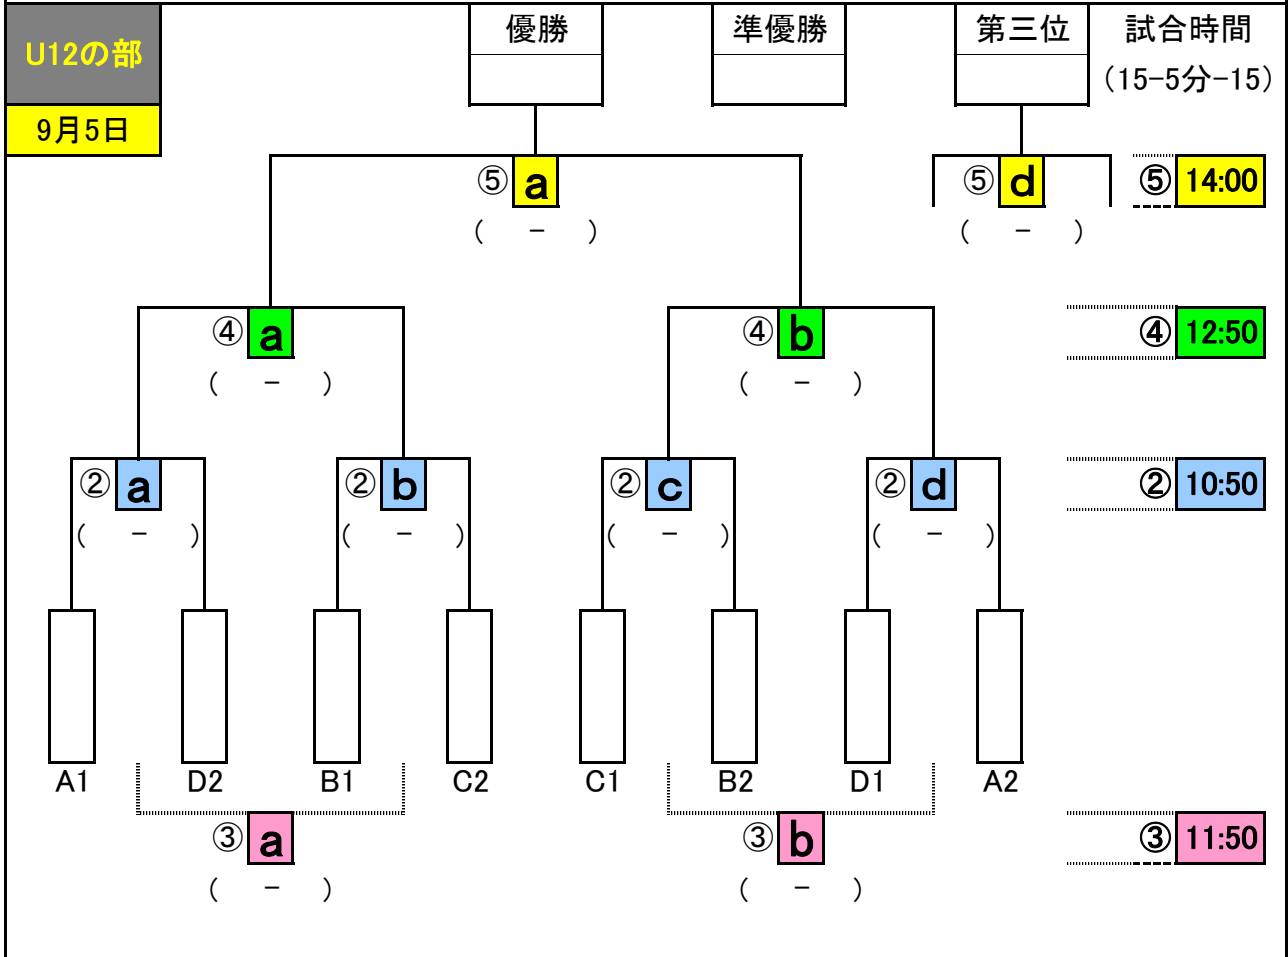 U12の部
優勝
準優勝
第三位
試合時間
(15-5分-15)
9月5日
⑤ a
⑤ d
⑤ 14:00
( - )
( - )
④ a
④ b
④ 12:50
( - )
( - )
② a
② b
② c
② d
② 10:50
( - )
( - )
( - )
( - )
A1
D2
B1
C2
C1
B2
D1
A2
③ a
③ b
③ 11:50
( - )
( - )